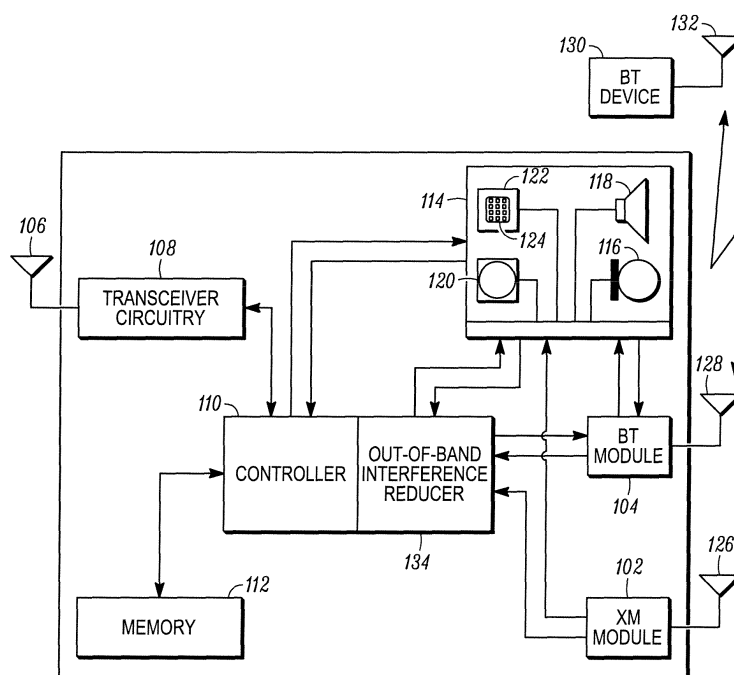 132
130
BT
DEVICE
122
118
114
124
116
106
108
120
TRANSCEIVER
CIRCUITRY
128
110
CONTROLLER
OUT-OF-BAND
INTERFERENCE
REDUCER
BT
MODULE
104
134
102
126
112
MEMORY
XM
MODULE